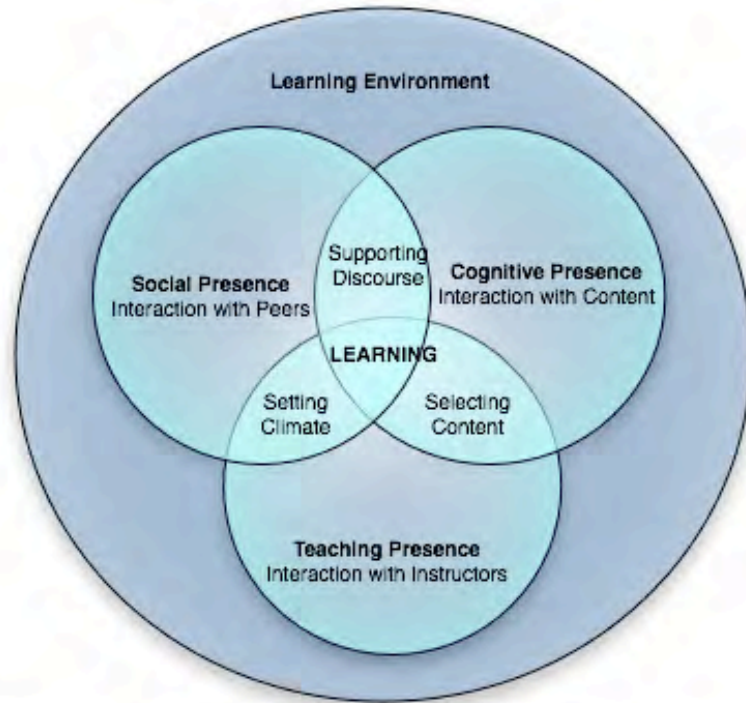 Learning Environment
Supporting
Discourse
Social Presence
Interaction with Peers
Cognitive Presence
Interaction with Content
LEARNING
Setting
Climate
Selecting
Content
Teaching Presence
Interaction with Instructors